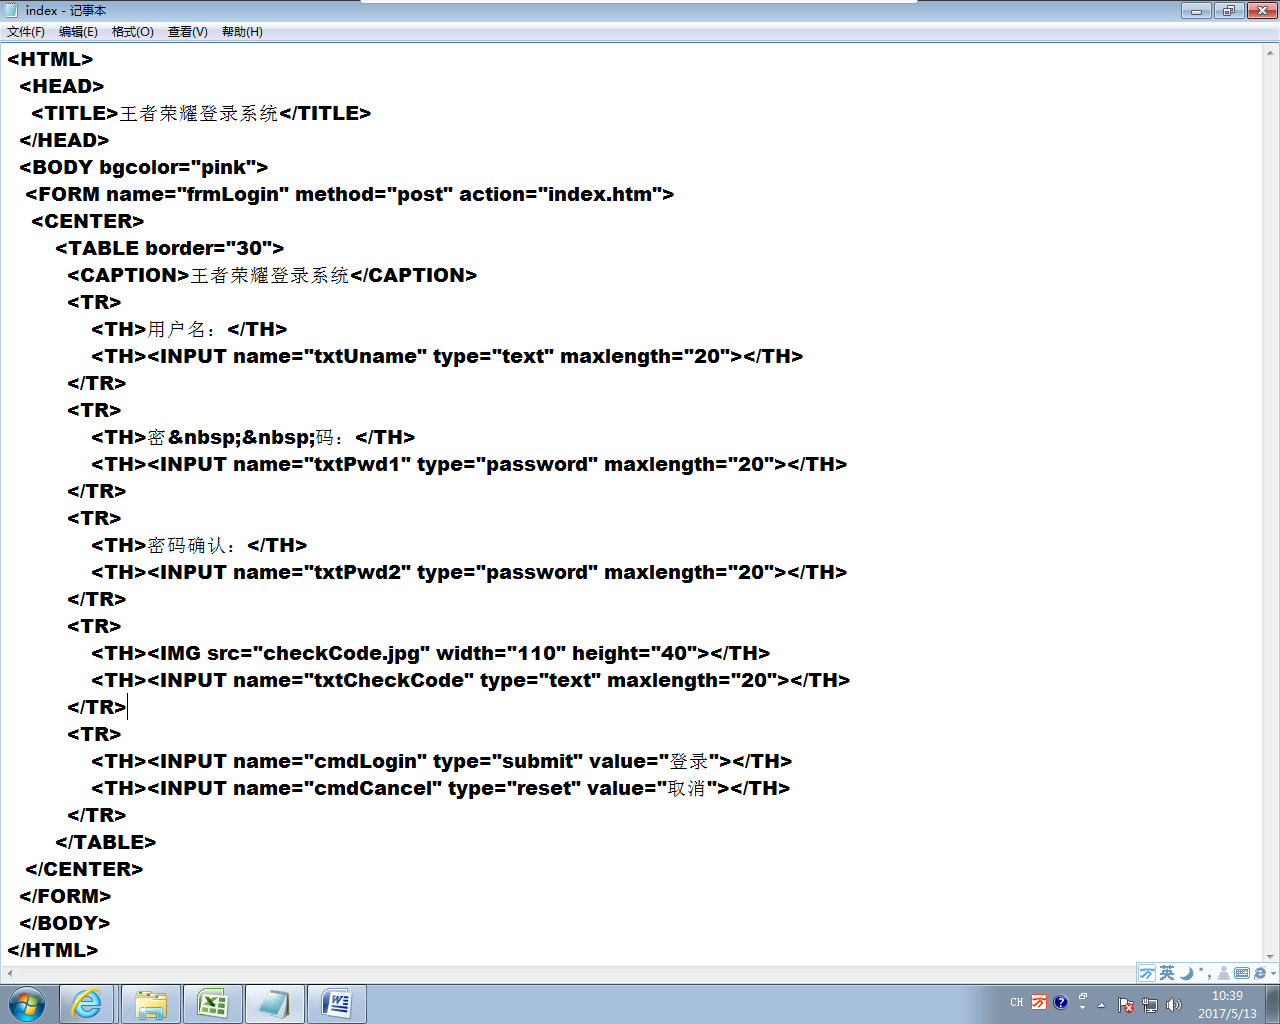 index - 记事本
文件(F) 编辑(E) 格式(O) 查看(V) 帮助(H)
<HTML>
<HEAD>
<TITLE>王者荣耀登录系统</TITLE>
</HEAD>
<BODY bgcolor="pink">
<FORM name="frmLogin" method="post" action="index.htm">
<CENTER>
<TABLE border="30">
<CAPTION>王者荣耀登录系统</CAPTION>
<TR>
<TH>用户名：</TH>
<TH><INPUT name="txtUname" type="text" maxlength="20"></TH>
</TR>
<TR>
<TH>密&nbsp;&nbsp;码：</TH>
<TH><INPUT name="txtPwd1" type="password" maxlength="20"></TH>
</TR>
<TR>
<TH>密码确认：</TH>
<TH><INPUT name="txtPwd2" type="password" maxlength="20"></TH>
</TR>
<TR>
<TH><IMG src="checkCode.jpg" width="110" height="40"></TH>
<TH><INPUT name="txtCheckCode" type="text" maxlength="20"></TH>
</TR>
<TR>
<TH><INPUT name="cmdLogin" type="submit" value="登录"></TH>
<TH><INPUT name="cmdCancel" type="reset" value="取消"></TH>
</TR>
</TABLE>
</CENTER>
</FORM>
</BODY>
</HTML>
英
CH
10:39
2017/5/13